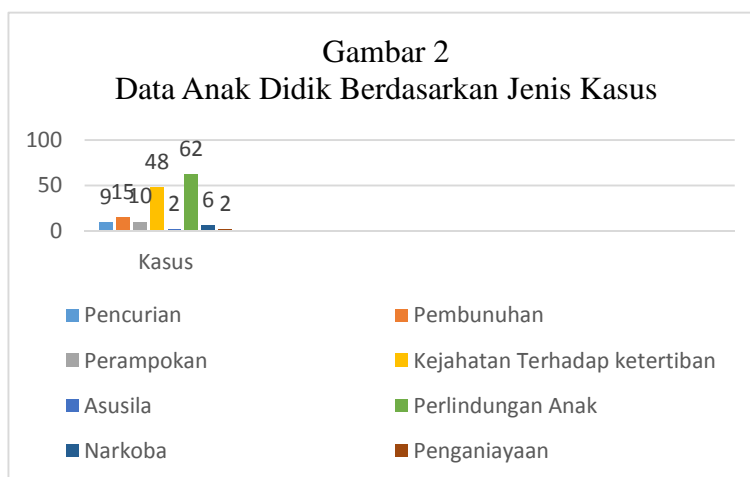 Gambar 2
Data Anak Didik Berdasarkan Jenis Kasus
100
50
0
9
15
10
48
2
62
6
2
Kasus
Pencurian
Pembunuhan
Perampokan
Kejahatan Terhadap ketertiban
Asusila
Perlindungan Anak
Narkoba
Penganiayaan